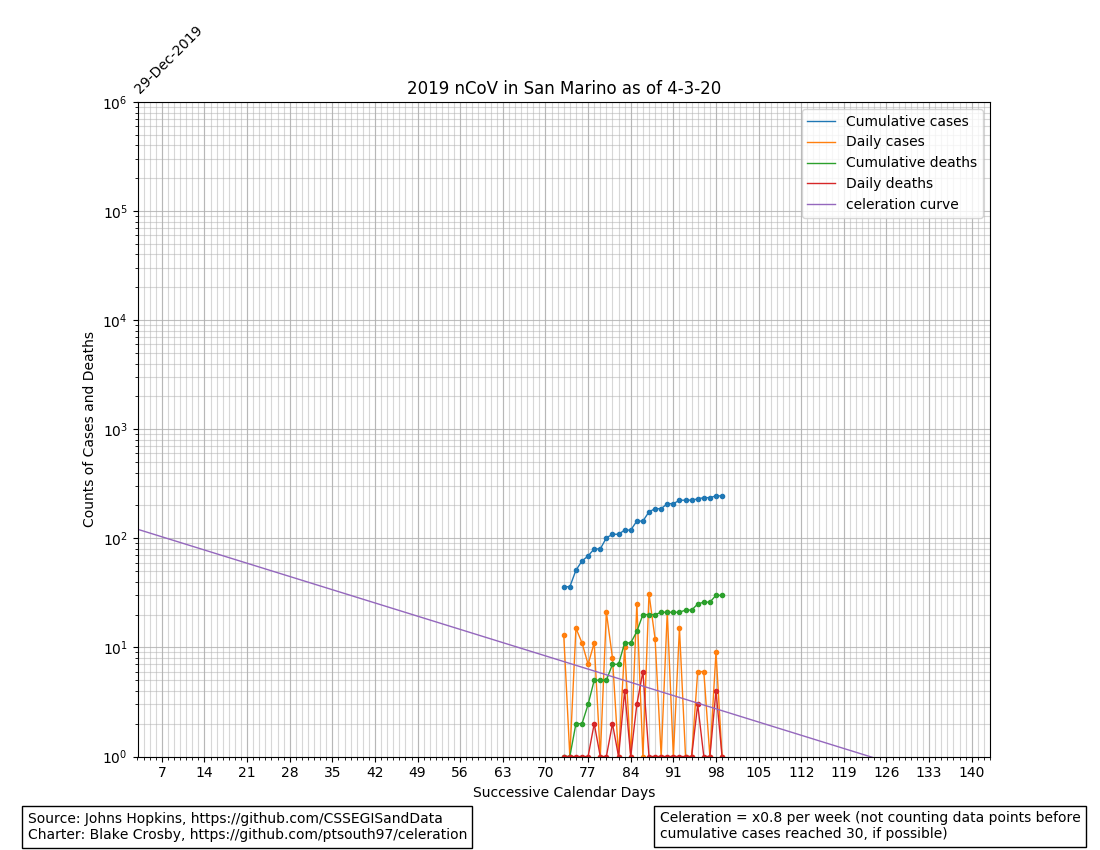 29-Dec-2019
2019 nCoV in San Marino as of 4-3-20
10^6
10^5
10^4
10^3
10^2
10^1
10^0
Counts of Cases and Deaths
Cumulative cases
Daily cases
Cumulative deaths
Daily deaths
celeration curve
7 14 21 28 35 42 49 56 63 70 77 84 91 98 105 112 119 126 133 140
Successive Calendar Days
Source: Johns Hopkins, https://github.com/CSSEGISandData
Charter: Blake Crosby, https://github.com/ptsouth97/celeration
Celeration = x0.8 per week (not counting data points before
cumulative cases reached 30, if possible)